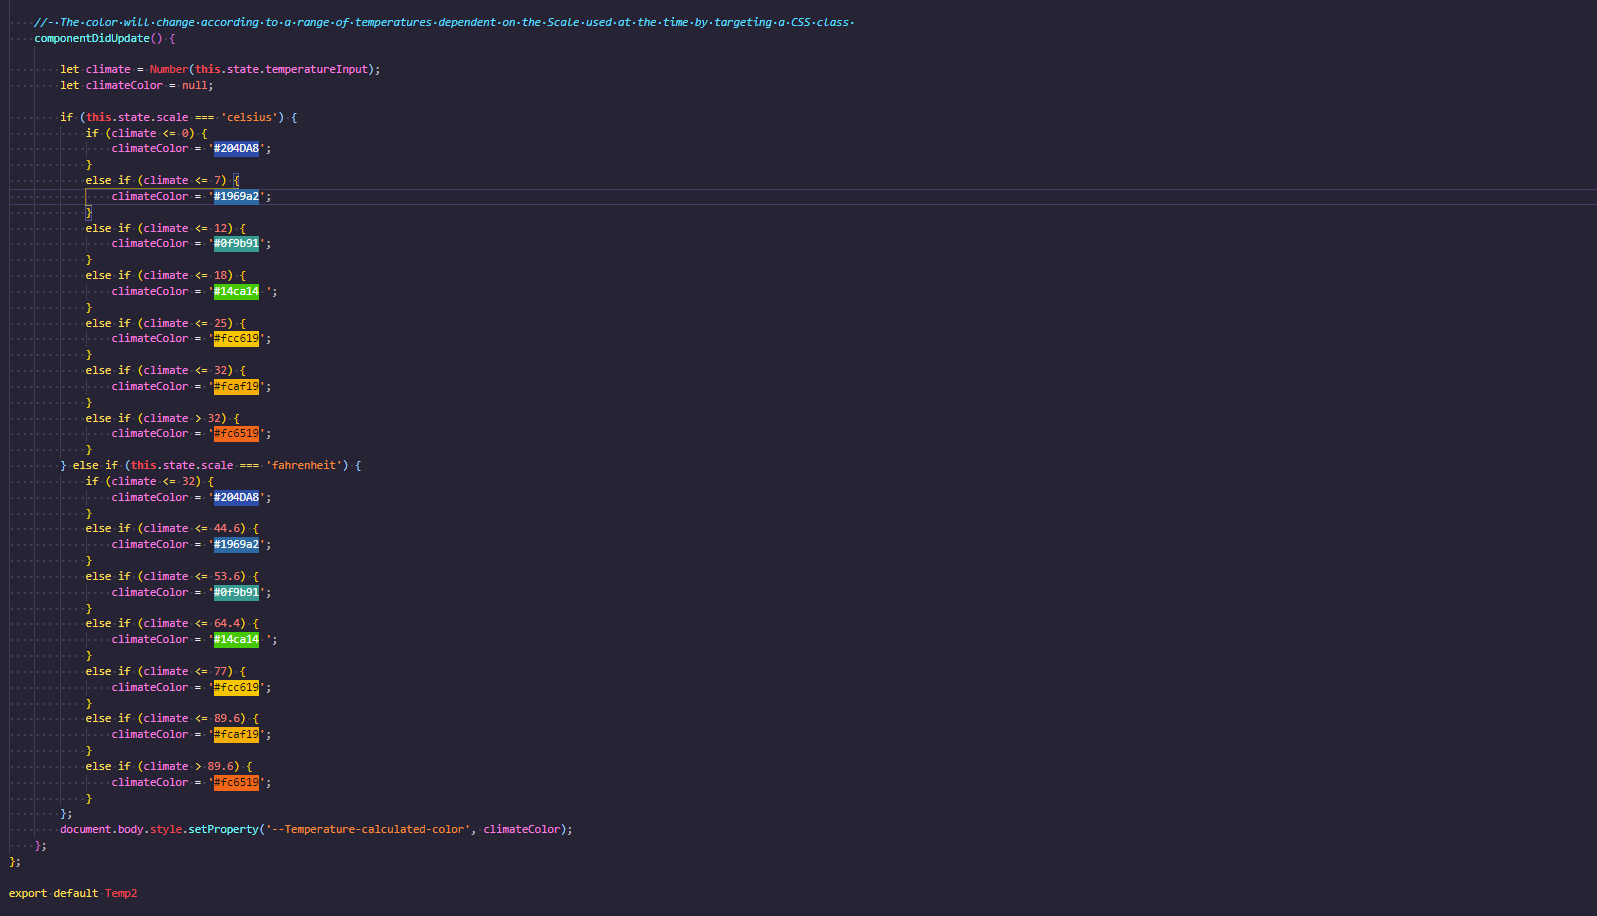 //- The color will change according to a range of temperatures dependent on the Scale used at the time by targeting a CSS class
componentDidUpdate() {
let climate = Number(this.state.temperatureInput);
let climateColor = null;
if (this.state.scale === 'celsius') {
if (climate <= 0) {
climateColor = '#204DA8';
}
else if (climate <= 7) {
climateColor = '#1969a2';
}
else if (climate <= 12) {
climateColor = '#0f9b91';
}
else if (climate <= 18) {
climateColor = '#14ca14 ';
}
else if (climate <= 25) {
climateColor = '#fcc619';
}
else if (climate <= 32) {
climateColor = '#fcaf19';
}
else if (climate > 32) {
climateColor = '#fc6519';
}
} else if (this.state.scale === 'fahrenheit') {
if (climate <= 32) {
climateColor = '#204DA8';
}
else if (climate <= 44.6) {
climateColor = '#1969a2';
}
else if (climate <= 53.6) {
climateColor = '#0f9b91';
}
else if (climate <= 64.4) {
climateColor = '#14ca14 ';
}
else if (climate <= 77) {
climateColor = '#fcc619';
}
else if (climate <= 89.6) {
climateColor = '#fcaf19';
}
else if (climate > 89.6) {
climateColor = '#fc6519';
}
};
document.body.style.setProperty('--Temperature-calculated-color', climateColor);
};
};
export default Temp2